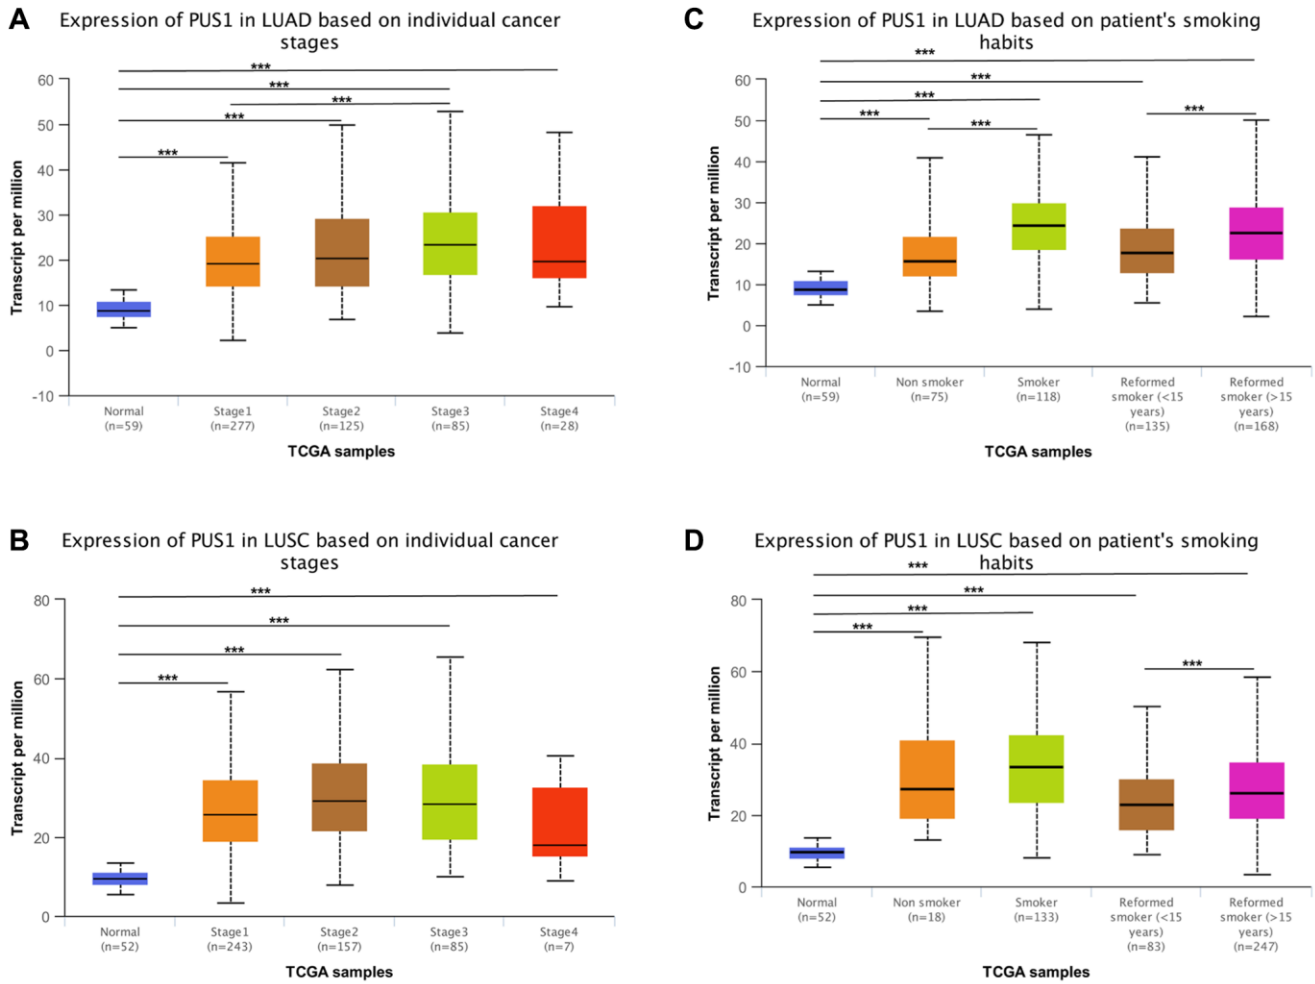 A
Expression of PUS1 in LUAD based on individual cancer
stages
***
***
***
***
***
60
50
40
30
20
10
0
-10
Transcript per million
Normal
(n=59)
Stage1
(n=277)
Stage2
(n=125)
Stage3
(n=85)
Stage4
(n=28)
TCGA samples
C
Expression of PUS1 in LUAD based on patient's smoking
habits
***
***
***
***
***
***
60
50
40
30
20
10
0
-10
Transcript per million
Normal
(n=59)
Non smoker
(n=75)
Smoker
(n=118)
Reformed
smoker (<15
years)
(n=135)
Reformed
smoker (>15
years)
(n=168)
TCGA samples
B
Expression of PUS1 in LUSC based on individual cancer
stages
***
***
***
***
80
60
40
20
0
Transcript per million
Normal
(n=52)
Stage1
(n=243)
Stage2
(n=157)
Stage3
(n=85)
Stage4
(n=7)
TCGA samples
D
Expression of PUS1 in LUSC based on patient's smoking
habits
***
***
***
***
***
80
60
40
20
0
Transcript per million
Normal
(n=52)
Non smoker
(n=18)
Smoker
(n=133)
Reformed
smoker (<15
years)
(n=83)
Reformed
smoker (>15
years)
(n=247)
TCGA samples